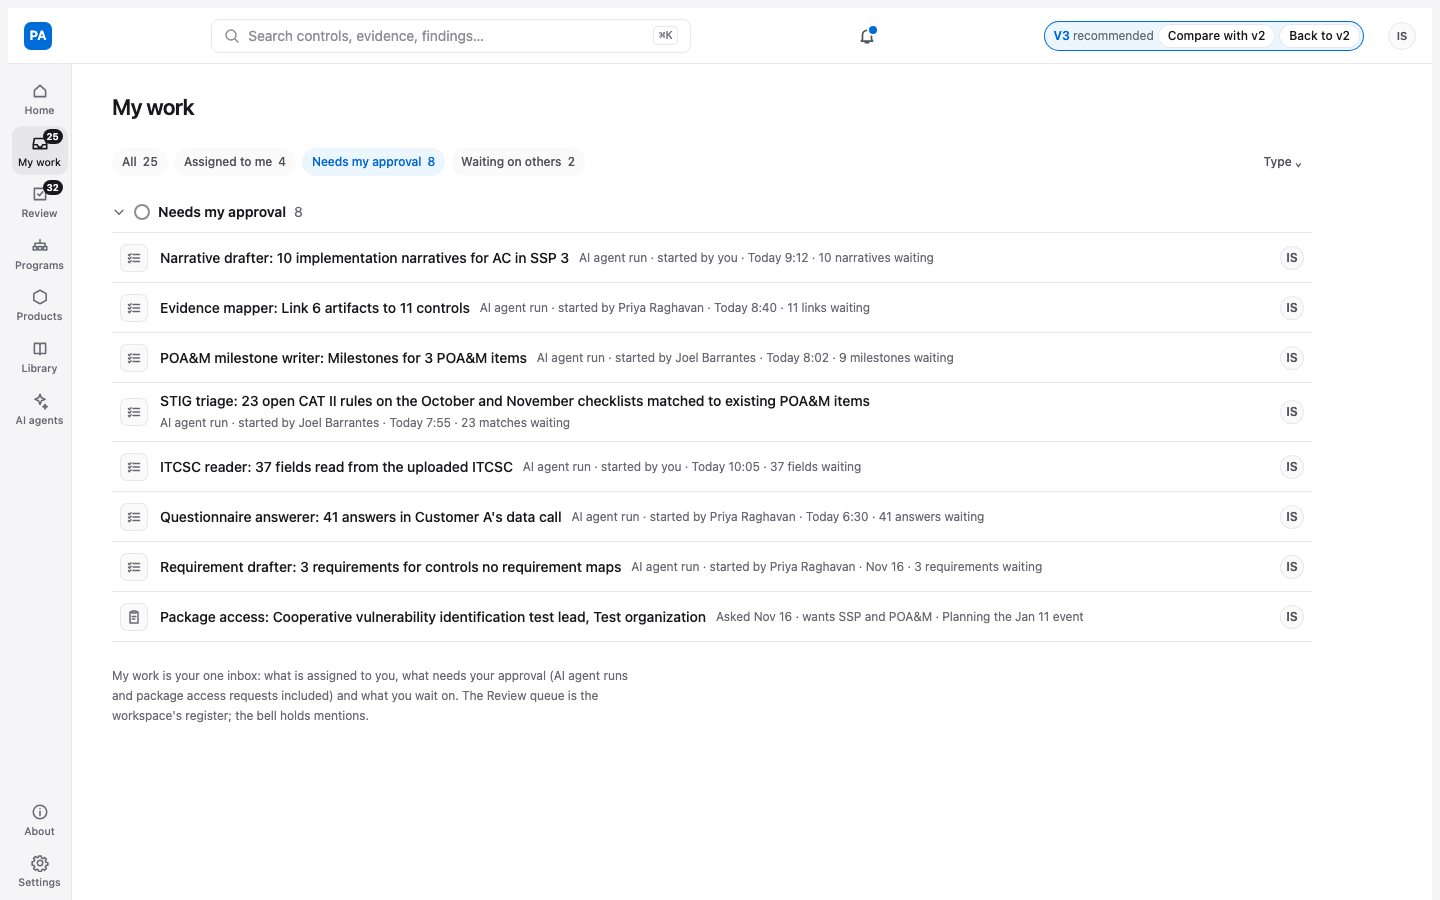 PA
Search controls, evidence, findings...
⌘K
V3 recommended
Compare with v2
Back to v2
IS
Home
25
My work
32
Review
Programs
Products
Library
AI agents
About
Settings
My work
All 25
Assigned to me 4
Needs my approval 8
Waiting on others 2
Type
Needs my approval 8
Narrative drafter: 10 implementation narratives for AC in SSP 3 AI agent run · started by you · Today 9:12 · 10 narratives waiting IS
Evidence mapper: Link 6 artifacts to 11 controls AI agent run · started by Priya Raghavan · Today 8:40 · 11 links waiting IS
POA&M milestone writer: Milestones for 3 POA&M items AI agent run · started by Joel Barrantes · Today 8:02 · 9 milestones waiting IS
STIG triage: 23 open CAT II rules on the October and November checklists matched to existing POA&M items
AI agent run · started by Joel Barrantes · Today 7:55 · 23 matches waiting IS
ITCSC reader: 37 fields read from the uploaded ITCSC AI agent run · started by you · Today 10:05 · 37 fields waiting IS
Questionnaire answerer: 41 answers in Customer A's data call AI agent run · started by Priya Raghavan · Today 6:30 · 41 answers waiting IS
Requirement drafter: 3 requirements for controls no requirement maps AI agent run · started by Priya Raghavan · Nov 16 · 3 requirements waiting IS
Package access: Cooperative vulnerability identification test lead, Test organization Asked Nov 16 · wants SSP and POA&M · Planning the Jan 11 event IS
My work is your one inbox: what is assigned to you, what needs your approval (AI agent runs
and package access requests included) and what you wait on. The Review queue is the
workspace's register; the bell holds mentions.